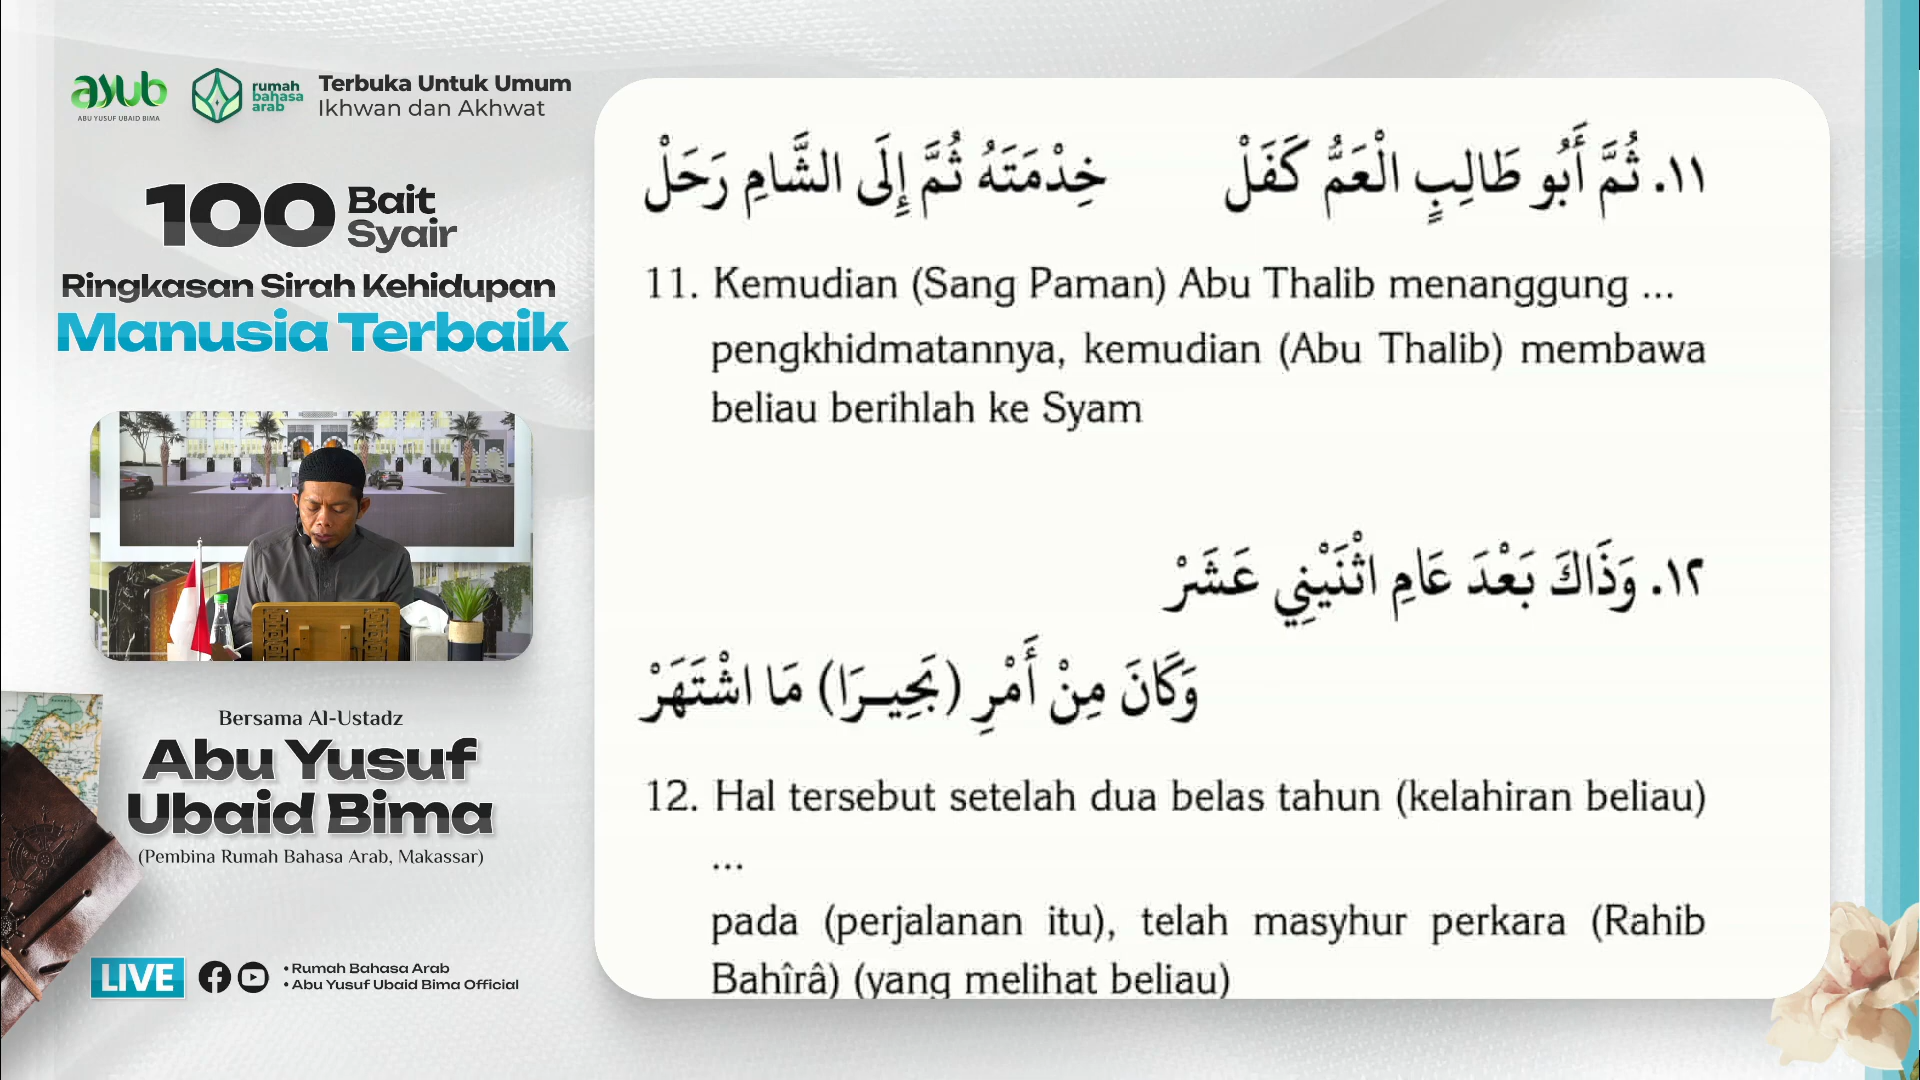 ayub
ABU YUSUF UBAID BIMA
rumah
bahasa
arab
Terbuka Untuk Umum
Ikhwan dan Akhwat
100 Bait
Syair
Ringkasan Sirah Kehidupan
Manusia Terbaik
Bersama Al-Ustadz
Abu Yusuf
Ubaid Bima
(Pembina Rumah Bahasa Arab, Makassar)
LIVE
• Rumah Bahasa Arab
• Abu Yusuf Ubaid Bima Official
١١. ثُمَّ أَبُو طَالِبٍ الْعَمُّ كَفَلْ خِدْمَتَهُ ثُمَّ إِلَى الشَّامِ رَحَلْ
11. Kemudian (Sang Paman) Abu Thalib menanggung ...
pengkhidmatannya, kemudian (Abu Thalib) membawa
beliau berihlah ke Syam
١٢. وَذَاكَ بَعْدَ عَامِ اثْنَيْنِي عَشَرْ
وَكَانَ مِنْ أَمْرِ (بَحِيـرَا) مَا اشْتَهَرْ
12. Hal tersebut setelah dua belas tahun (kelahiran beliau)
...
pada (perjalanan itu), telah masyhur perkara (Rahib
Bahîrâ) (yang melihat beliau)